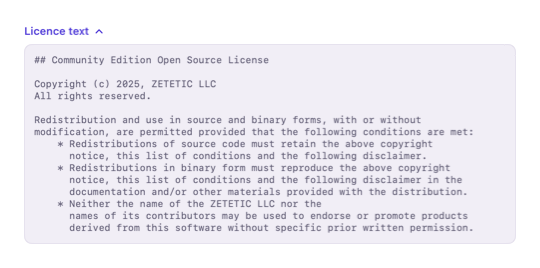 Licence text
## Community Edition Open Source License
Copyright (c) 2025, ZETETIC LLC
All rights reserved.
Redistribution and use in source and binary forms, with or without
modification, are permitted provided that the following conditions are met:
* Redistributions of source code must retain the above copyright
notice, this list of conditions and the following disclaimer.
* Redistributions in binary form must reproduce the above copyright
notice, this list of conditions and the following disclaimer in the
documentation and/or other materials provided with the distribution.
* Neither the name of the ZETETIC LLC nor the
names of its contributors may be used to endorse or promote products
derived from this software without specific prior written permission.